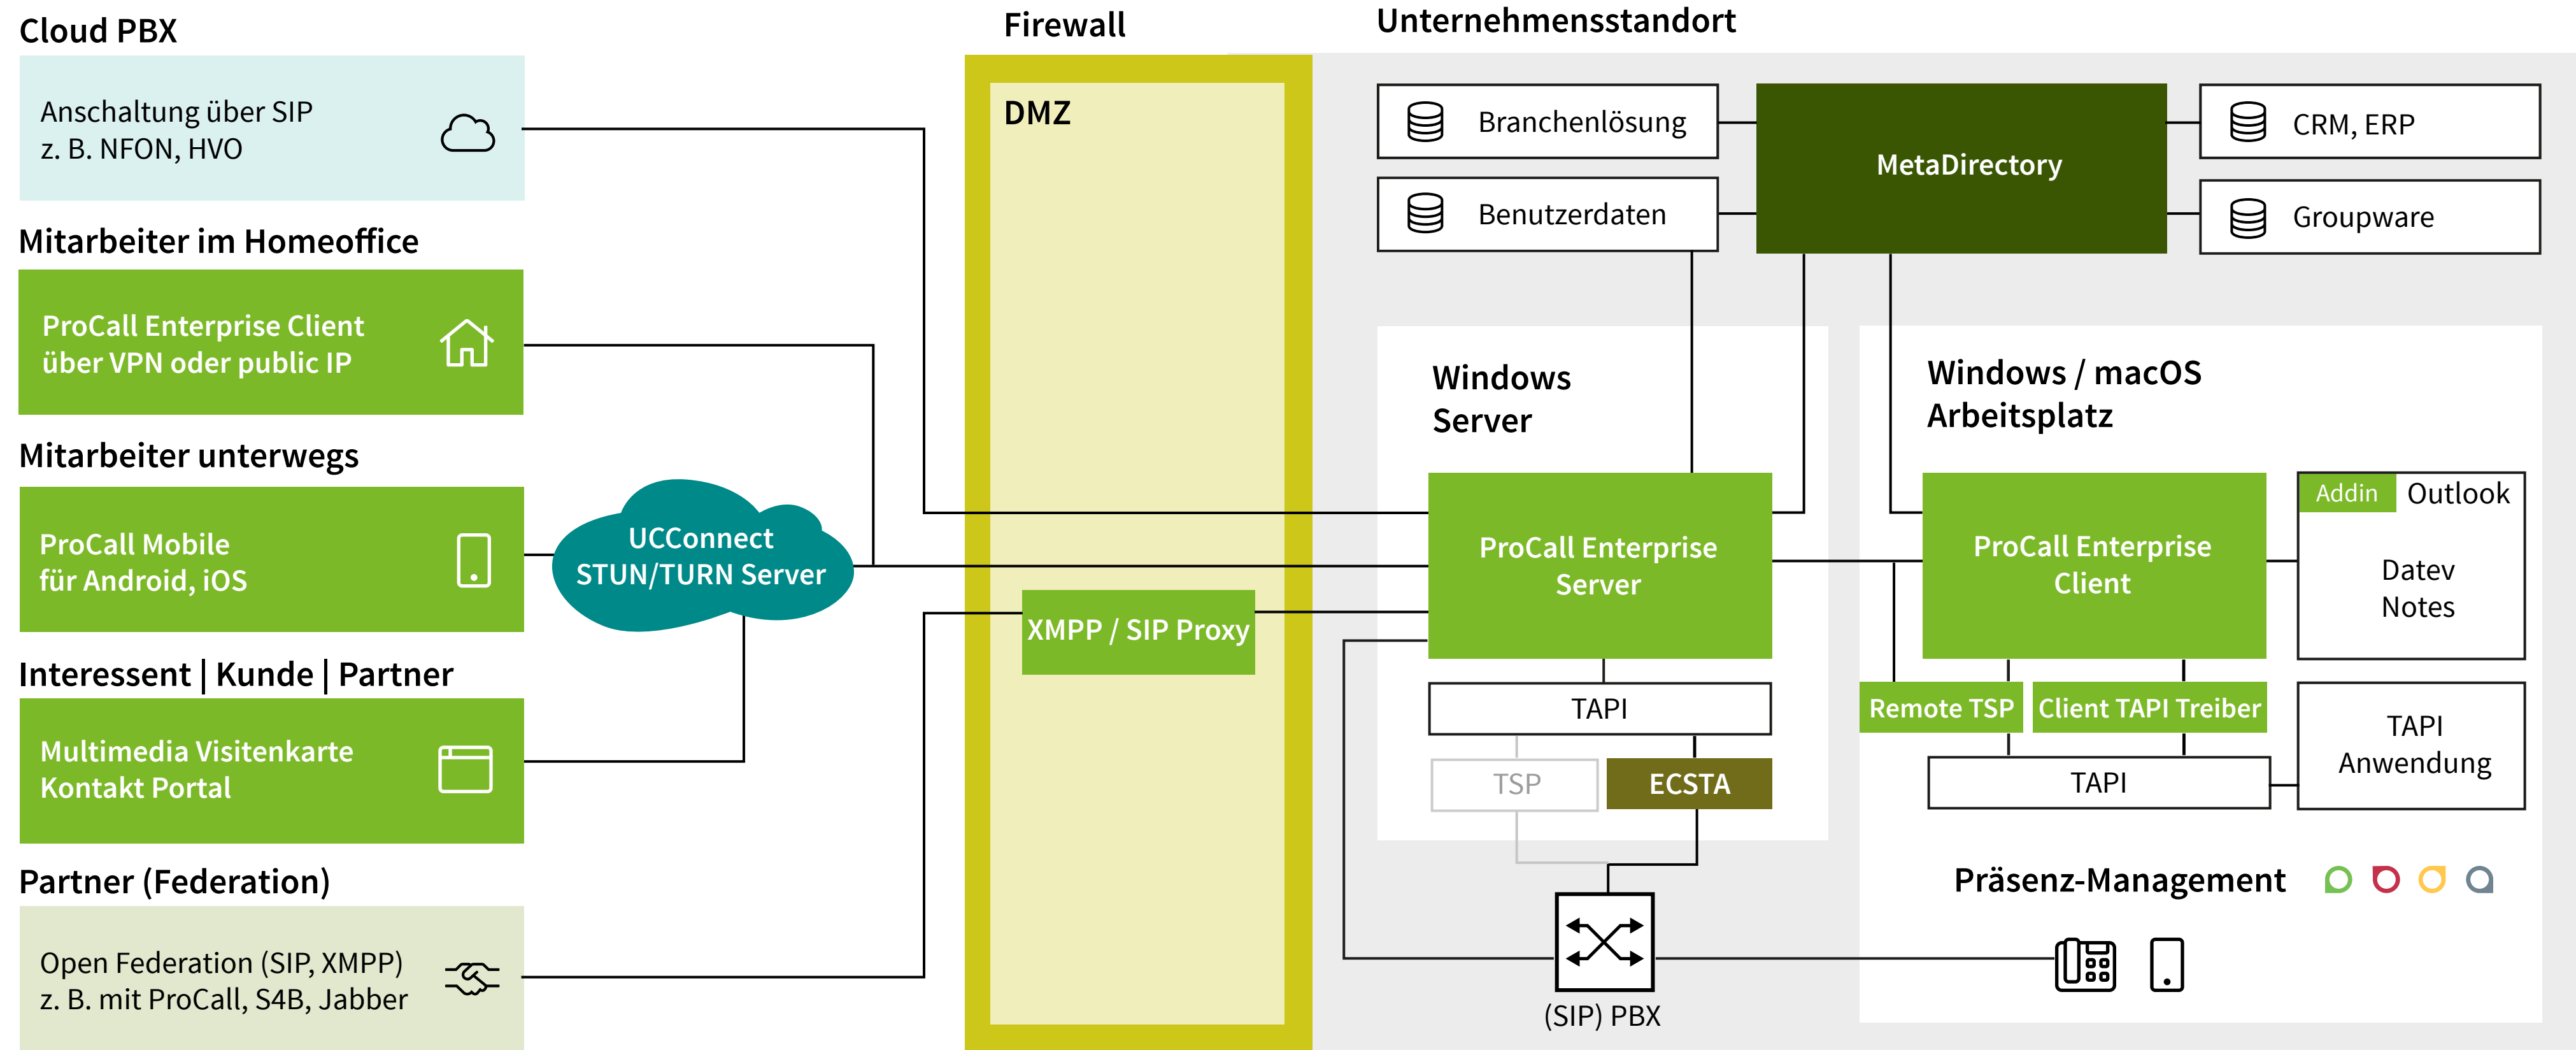 Cloud PBX
Anschaltung über SIP
z. B. NFON, HVO
Mitarbeiter im Homeoffice
ProCall Enterprise Client
über VPN oder public IP
Mitarbeiter unterwegs
ProCall Mobile
für Android, iOS
UCConnect
STUN/TURN Server
Interessent | Kunde | Partner
Multimedia Visitenkarte
Kontakt Portal
Partner (Federation)
Open Federation (SIP, XMPP)
z. B. mit ProCall, S4B, Jabber
Firewall
DMZ
XMPP / SIP Proxy
Unternehmensstandort
Branchenlösung
Benutzerdaten
MetaDirectory
CRM, ERP
Groupware
Windows
Server
ProCall Enterprise
Server
TAPI
TSP
ECSTA
(SIP) PBX
Windows / macOS
Arbeitsplatz
ProCall Enterprise
Client
Addin
Outlook
Datev
Notes
Remote TSP
Client TAPI Treiber
TAPI
TAPI
Anwendung
Präsenz-Management